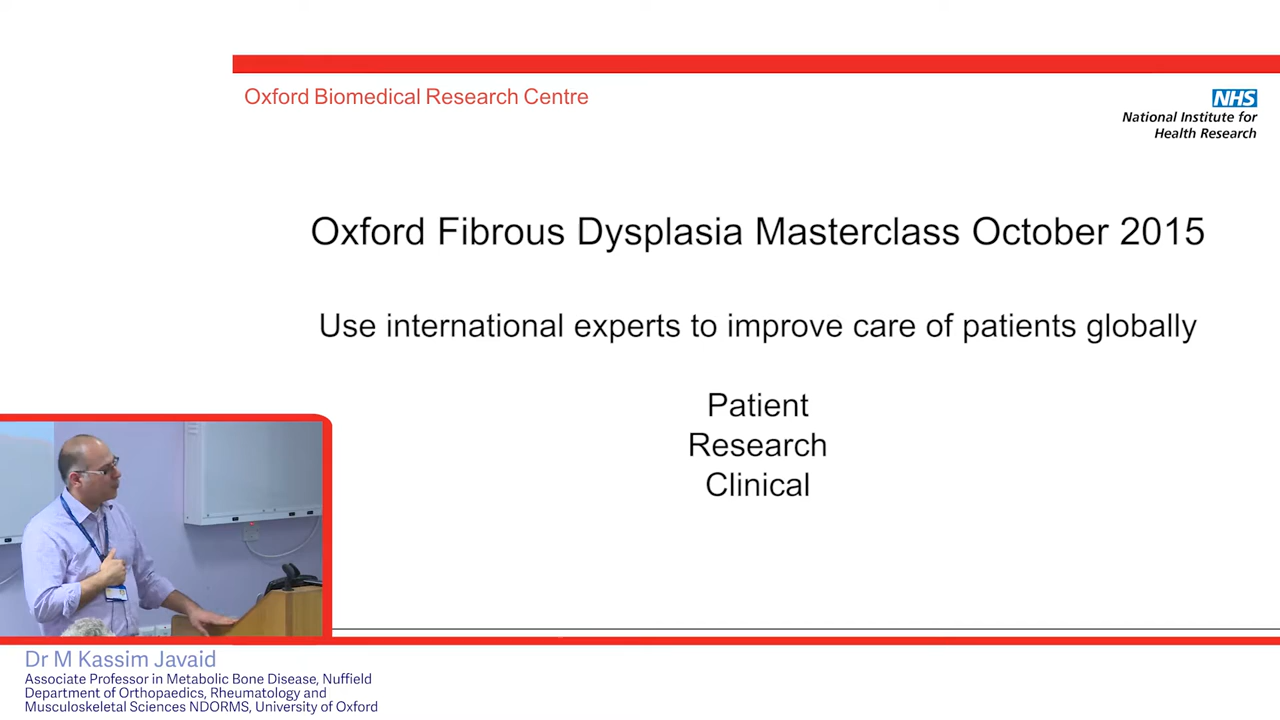 Oxford Biomedical Research Centre
NHS
National Institute for
Health Research
Oxford Fibrous Dysplasia Masterclass October 2015
Use international experts to improve care of patients globally
Patient
Research
Clinical
Dr M Kassim Javaid
Associate Professor in Metabolic Bone Disease, Nuffield
Department of Orthopaedics, Rheumatology and
Musculoskeletal Sciences NDORMS, University of Oxford